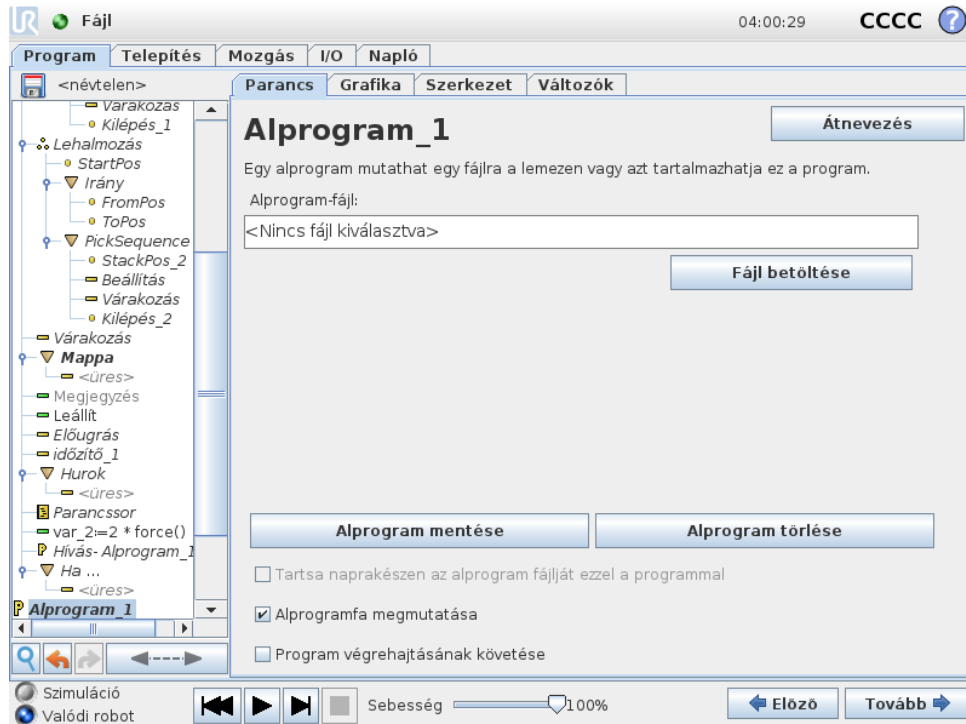 Fájl
04:00:29
CCCC
?
Program
Telepítés
Mozgás
I/O
Napló
<névtelen>
Várakozás
Kilépés_1
Lehalmozás
StartPos
Irány
FromPos
ToPos
PickSequence
StackPos_2
Beállítás
Várakozás
Kilépés_2
Várakozás
Mappa
<üres>
Megjegyzés
Leállít
Előugrás
időzítő_1
Hurok
<üres>
Parancssor
var_2:=2 * force()
Hívás- Alprogram_1
Ha ...
<üres>
Alprogram_1
Parancs
Grafika
Szerkezet
Változók
Alprogram_1
Átnevezés
Egy alprogram mutathat egy fájlra a lemezen vagy azt tartalmazhatja ez a program.
Alprogram-fájl:
<Nincs fájl kiválasztva>
Fájl betöltése
Alprogram mentése
Alprogram törlése
Tartsa naprakészen az alprogram fájlját ezzel a programmal
Alprogramfa megmutatása
Program végrehajtásának követése
Szimuláció
Valódi robot
Sebesség
100%
Előző
Tovább